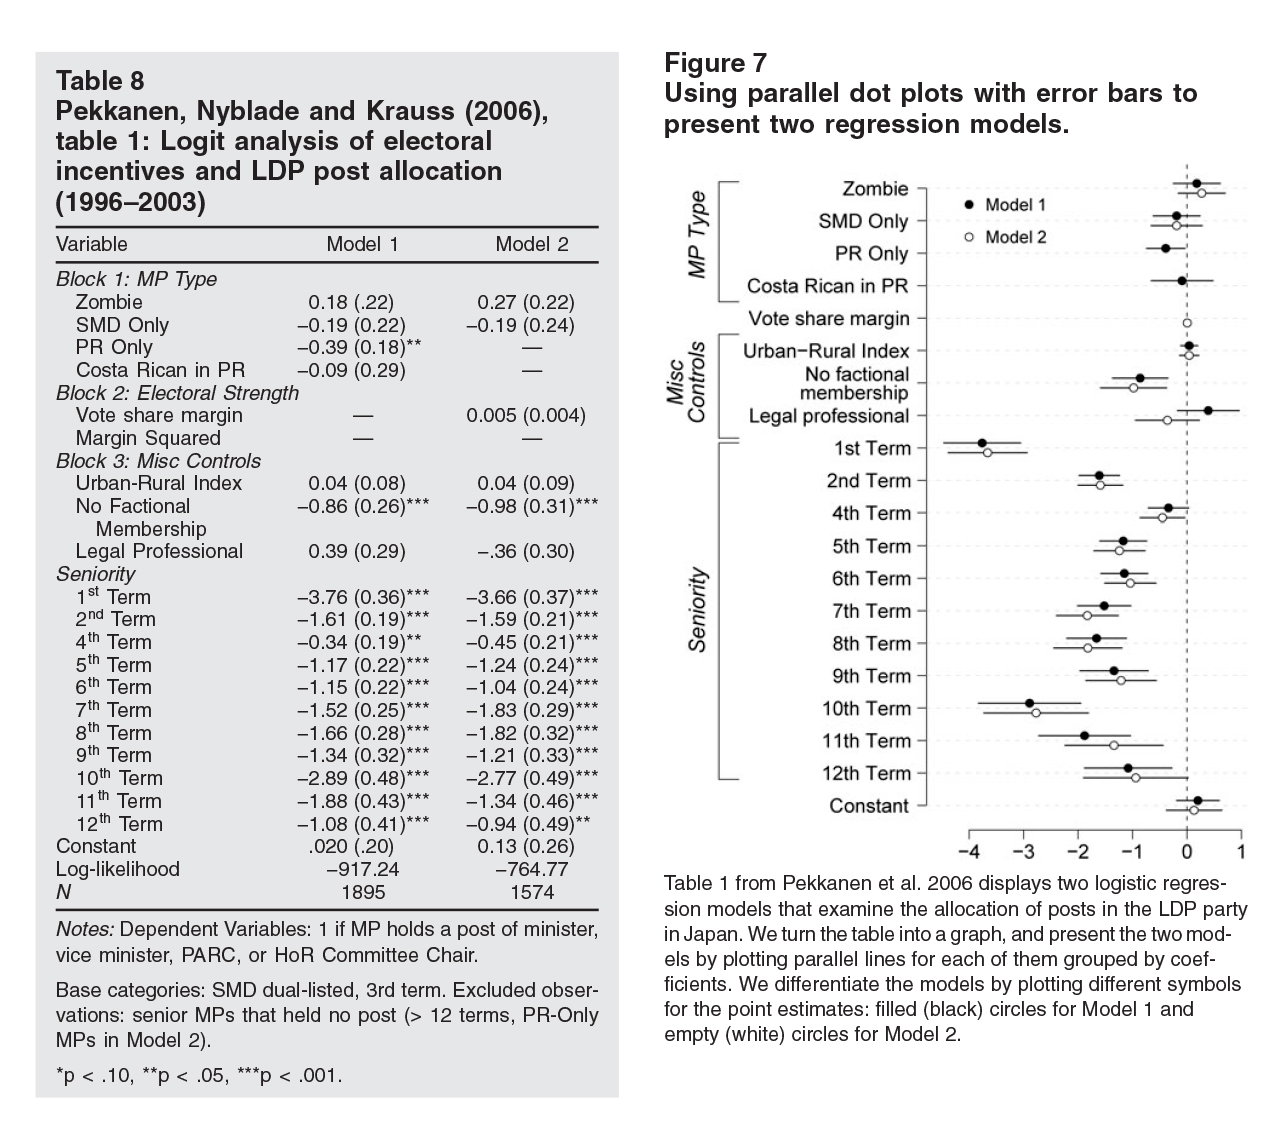 Table 8
Pekkanen, Nyblade and Krauss (2006),
table 1: Logit analysis of electoral
incentives and LDP post allocation
(1996–2003)
Variable Model 1 Model 2
Block 1: MP Type
Zombie 0.18 (.22) 0.27 (0.22)
SMD Only −0.19 (0.22) −0.19 (0.24)
PR Only −0.39 (0.18)** —
Costa Rican in PR −0.09 (0.29) —
Block 2: Electoral Strength
Vote share margin — 0.005 (0.004)
Margin Squared — —
Block 3: Misc Controls
Urban-Rural Index 0.04 (0.08) 0.04 (0.09)
No Factional −0.86 (0.26)*** −0.98 (0.31)***
Membership
Legal Professional 0.39 (0.29) −.36 (0.30)
Seniority
1st Term −3.76 (0.36)*** −3.66 (0.37)***
2nd Term −1.61 (0.19)*** −1.59 (0.21)***
4th Term −0.34 (0.19)** −0.45 (0.21)***
5th Term −1.17 (0.22)*** −1.24 (0.24)***
6th Term −1.15 (0.22)*** −1.04 (0.24)***
7th Term −1.52 (0.25)*** −1.83 (0.29)***
8th Term −1.66 (0.28)*** −1.82 (0.32)***
9th Term −1.34 (0.32)*** −1.21 (0.33)***
10th Term −2.89 (0.48)*** −2.77 (0.49)***
11th Term −1.88 (0.43)*** −1.34 (0.46)***
12th Term −1.08 (0.41)*** −0.94 (0.49)**
Constant .020 (.20) 0.13 (0.26)
Log-likelihood −917.24 −764.77
N 1895 1574
Notes: Dependent Variables: 1 if MP holds a post of minister,
vice minister, PARC, or HoR Committee Chair.
Base categories: SMD dual-listed, 3rd term. Excluded obser-
vations: senior MPs that held no post (> 12 terms, PR-Only
MPs in Model 2).
*p < .10, **p < .05, ***p < .001.
Figure 7
Using parallel dot plots with error bars to
present two regression models.
MP Type
Zombie
SMD Only
PR Only
Costa Rican in PR
Model 1
Model 2
Vote share margin
Misc
Controls
Urban−Rural Index
No factional
membership
Legal professional
Seniority
1st Term
2nd Term
4th Term
5th Term
6th Term
7th Term
8th Term
9th Term
10th Term
11th Term
12th Term
Constant
−4 −3 −2 −1 0 1
Table 1 from Pekkanen et al. 2006 displays two logistic regres-
sion models that examine the allocation of posts in the LDP party
in Japan. We turn the table into a graph, and present the two mod-
els by plotting parallel lines for each of them grouped by coef-
ficients. We differentiate the models by plotting different symbols
for the point estimates: filled (black) circles for Model 1 and
empty (white) circles for Model 2.